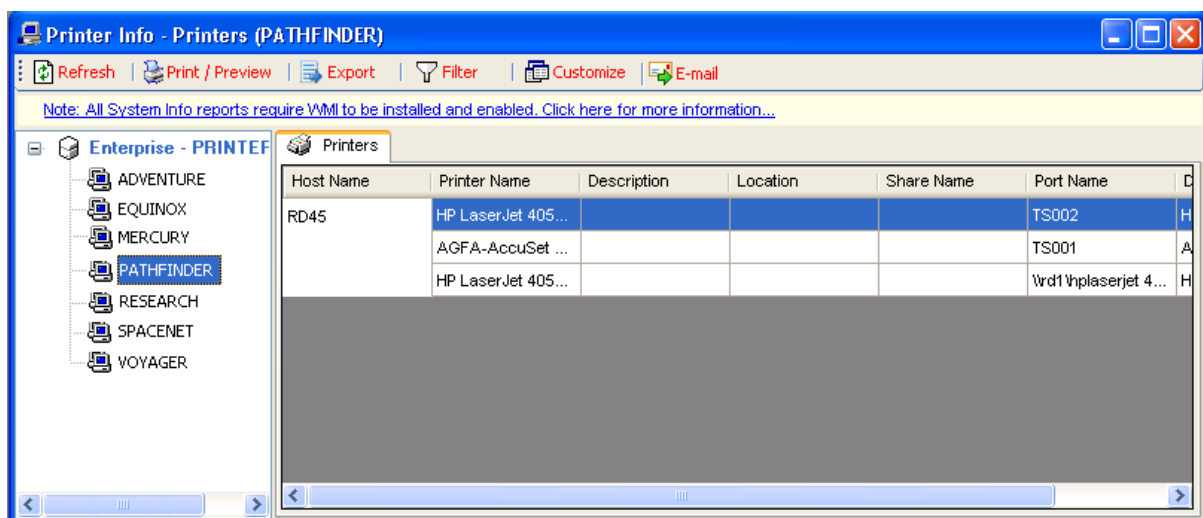 Printer Info - Printers (PATHFINDER)
Refresh | Print / Preview | Export | Filter | Customize | E-mail
Note: All System Info reports require WMI to be installed and enabled. Click here for more information...
Enterprise - PRINTEF
ADVENTURE
EQUINOX
MERCURY
PATHFINDER
RESEARCH
SPACENET
VOYAGER
Printers
Host Name Printer Name Description Location Share Name Port Name D
RD45 HP LaserJet 405... TS002 H
AGFA-AccuSet ... TS001 A
HP LaserJet 405... \\rd1\hplaserjet 4... H